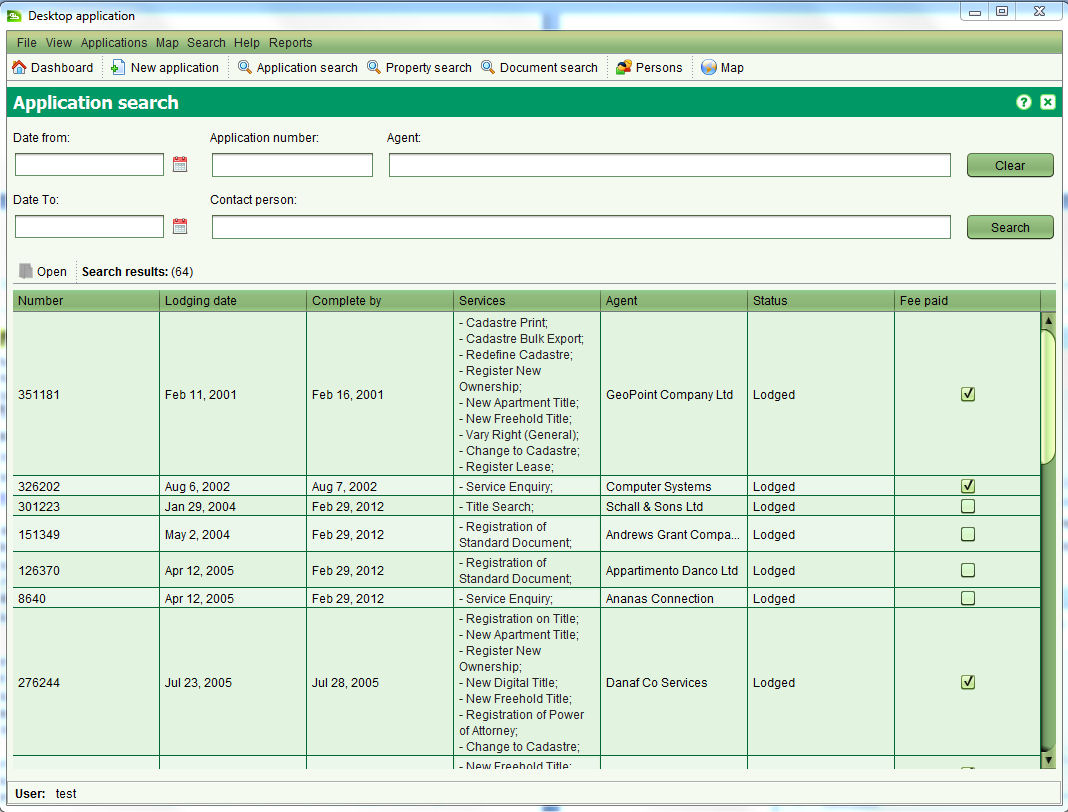 Desktop application
File View Applications Map Search Help Reports
Dashboard New application Application search Property search Document search Persons Map
Application search
Date from: Application number: Agent:
Clear
Date To: Contact person:
Search
Open Search results: (64)
Number Lodging date Complete by Services Agent Status Fee paid
- Cadastre Print;
- Cadastre Bulk Export;
- Redefine Cadastre;
- Register New
Ownership;
351181 Feb 11, 2001 Feb 16, 2001 GeoPoint Company Ltd Lodged
- New Apartment Title;
- New Freehold Title;
- Vary Right (General);
- Change to Cadastre;
- Register Lease;
326202 Aug 6, 2002 Aug 7, 2002 - Service Enquiry; Computer Systems Lodged
301223 Jan 29, 2004 Feb 29, 2012 - Title Search; Schall & Sons Ltd Lodged
151349 May 2, 2004 Feb 29, 2012 - Registration of
Standard Document; Andrews Grant Compa... Lodged
126370 Apr 12, 2005 Feb 29, 2012 - Registration of
Standard Document; Appartimento Danco Ltd Lodged
8640 Apr 12, 2005 Feb 29, 2012 - Service Enquiry; Ananas Connection Lodged
- Registration on Title;
- New Apartment Title;
- Register New
Ownership;
276244 Jul 23, 2005 Jul 28, 2005 - New Digital Title; Danaf Co Services Lodged
- New Freehold Title;
- Registration of Power
of Attorney;
- Change to Cadastre;
- New Freehold Title;
User: test